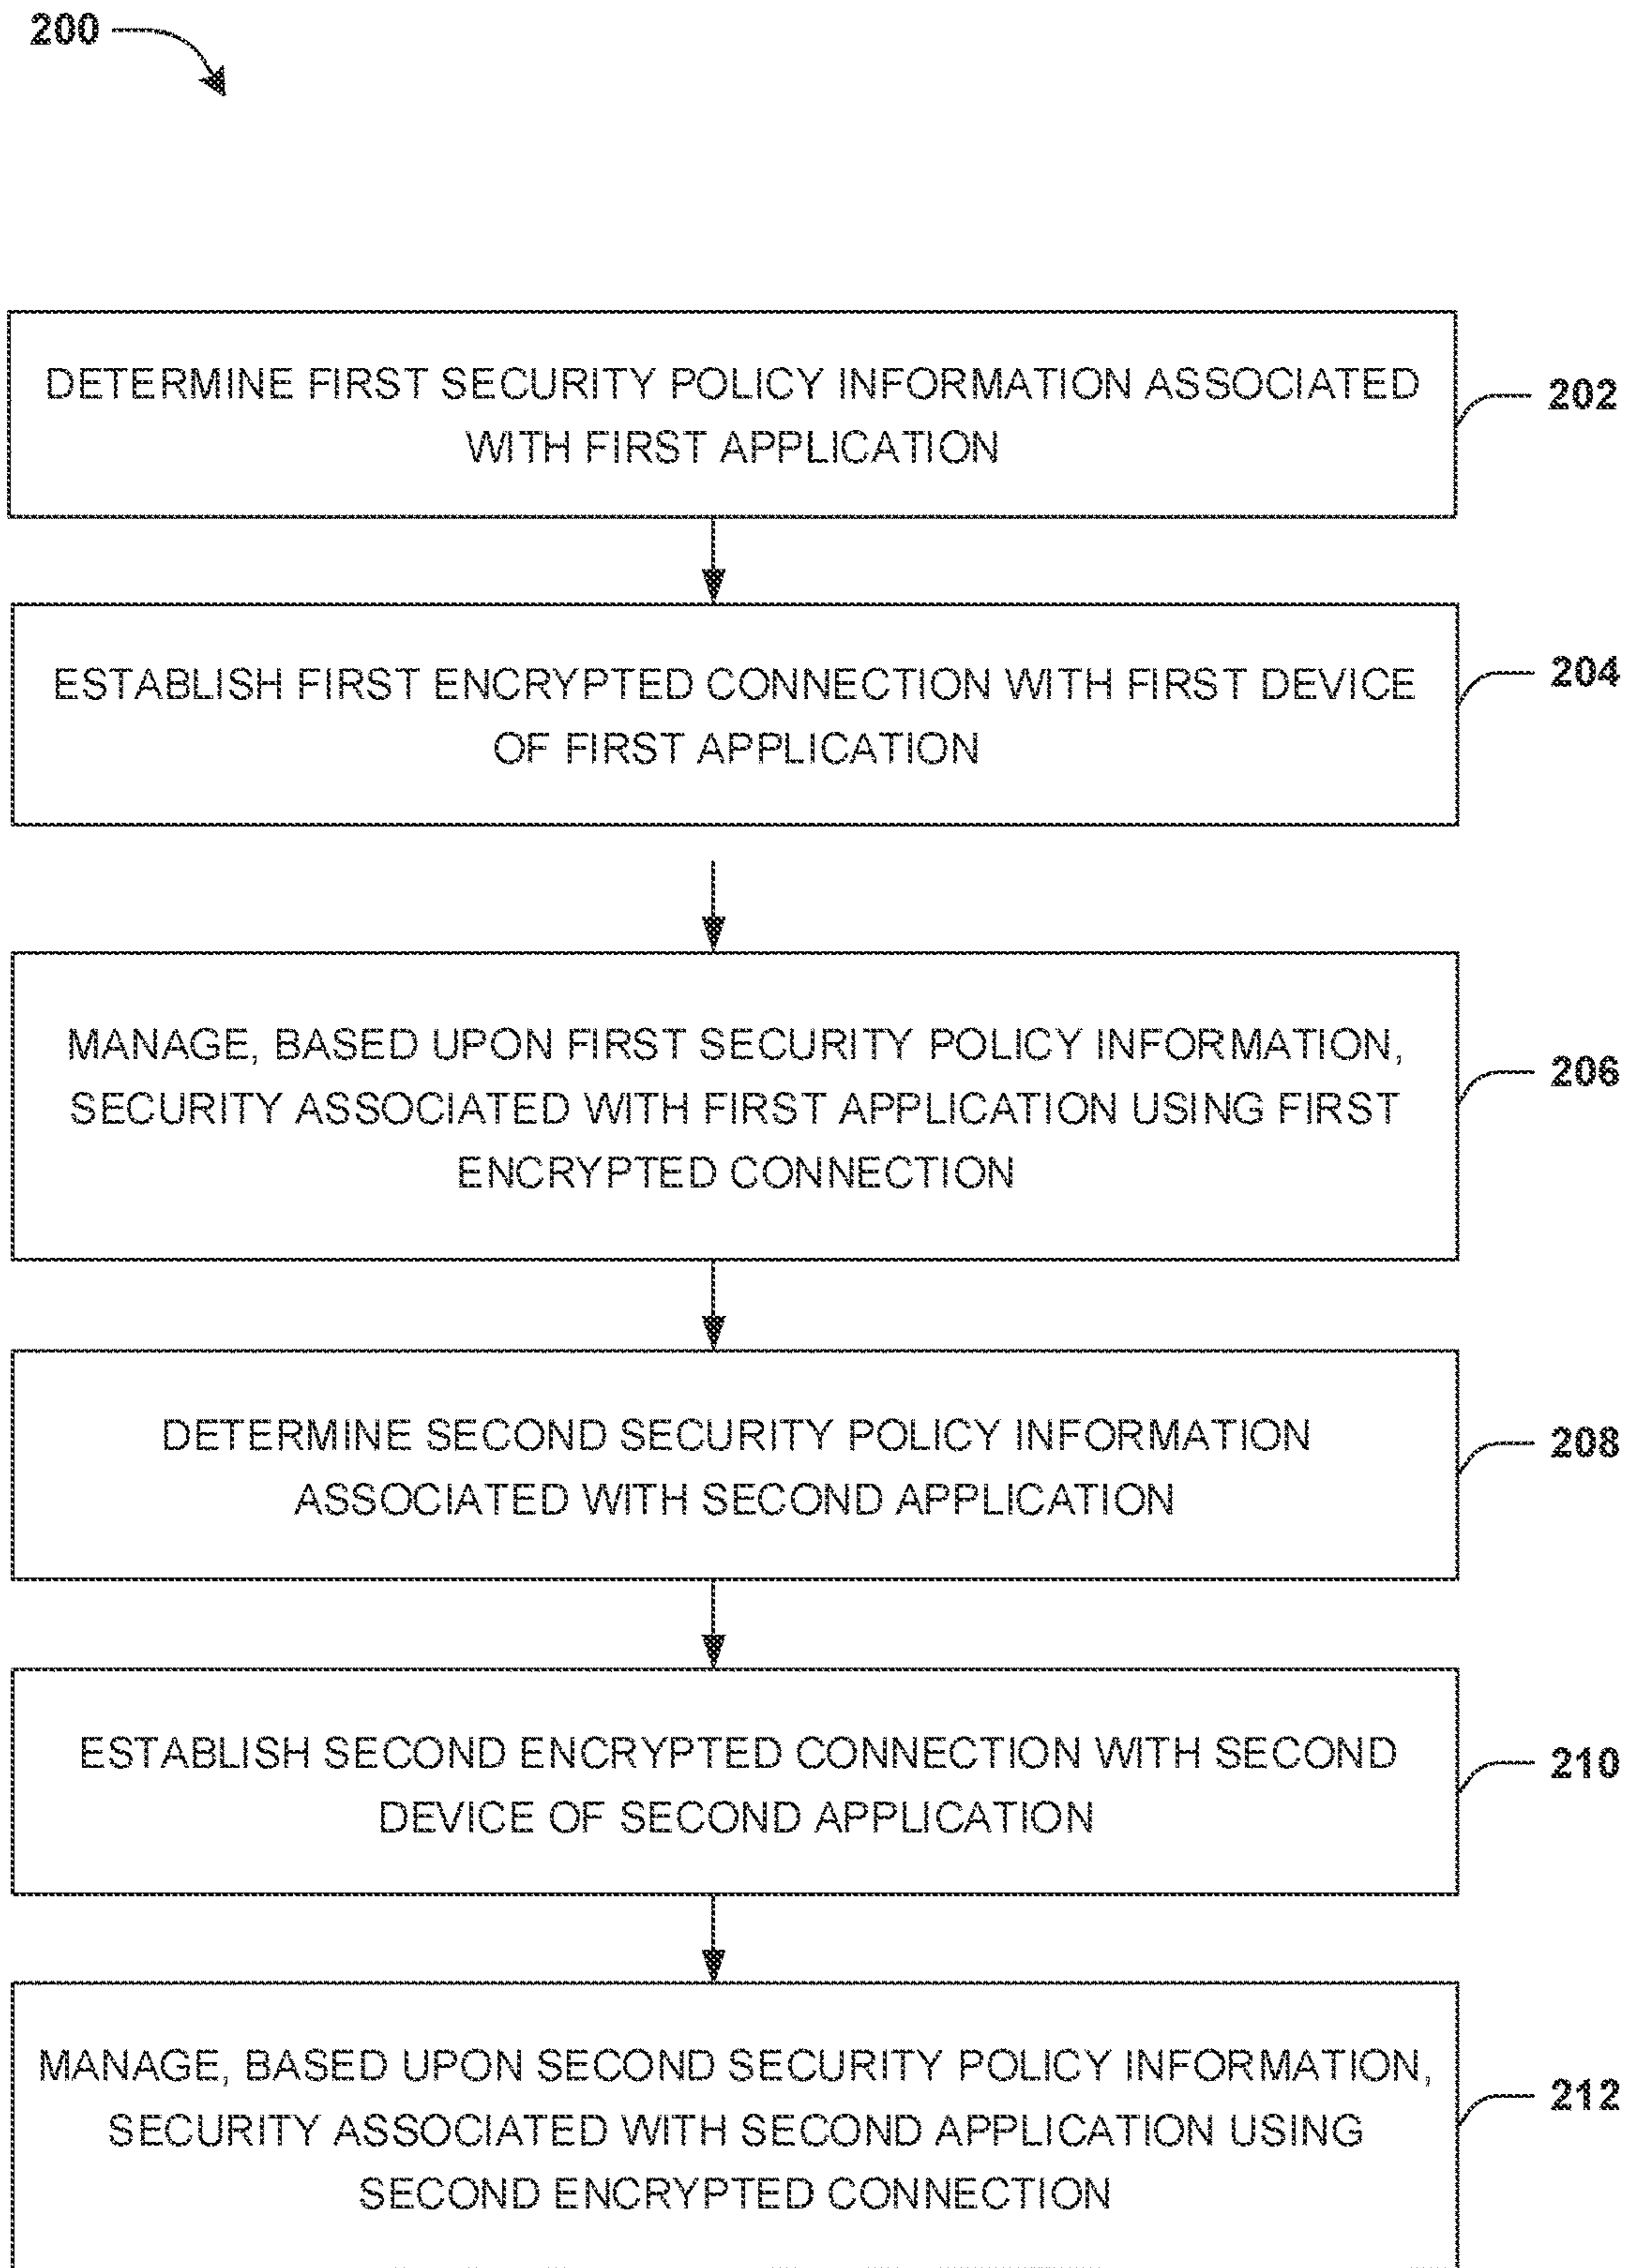 200
DETERMINE FIRST SECURITY POLICY INFORMATION ASSOCIATED
WITH FIRST APPLICATION
202
ESTABLISH FIRST ENCRYPTED CONNECTION WITH FIRST DEVICE
OF FIRST APPLICATION
204
MANAGE, BASED UPON FIRST SECURITY POLICY INFORMATION,
SECURITY ASSOCIATED WITH FIRST APPLICATION USING FIRST
ENCRYPTED CONNECTION
206
DETERMINE SECOND SECURITY POLICY INFORMATION
ASSOCIATED WITH SECOND APPLICATION
208
ESTABLISH SECOND ENCRYPTED CONNECTION WITH SECOND
DEVICE OF SECOND APPLICATION
210
MANAGE, BASED UPON SECOND SECURITY POLICY INFORMATION,
SECURITY ASSOCIATED WITH SECOND APPLICATION USING
SECOND ENCRYPTED CONNECTION
212